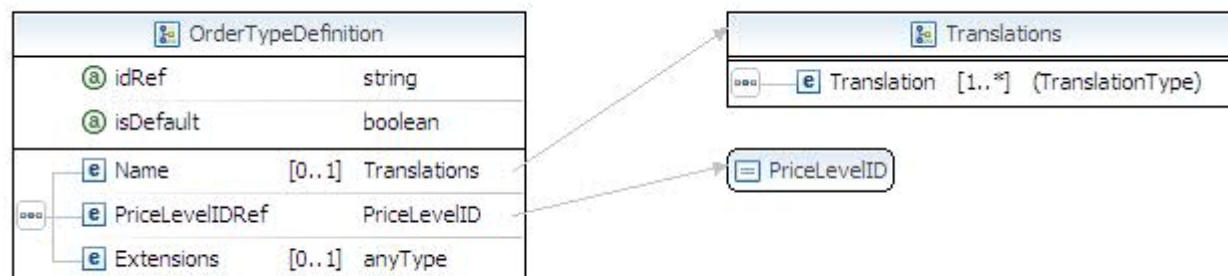 OrderTypeDefinition
a idRef string
a isDefault boolean
e Name [0..1] Translations
e PriceLevelIDRef PriceLevelID
e Extensions [0..1] anyType
Translations
e Translation [1..*] (TranslationType)
PriceLevelID